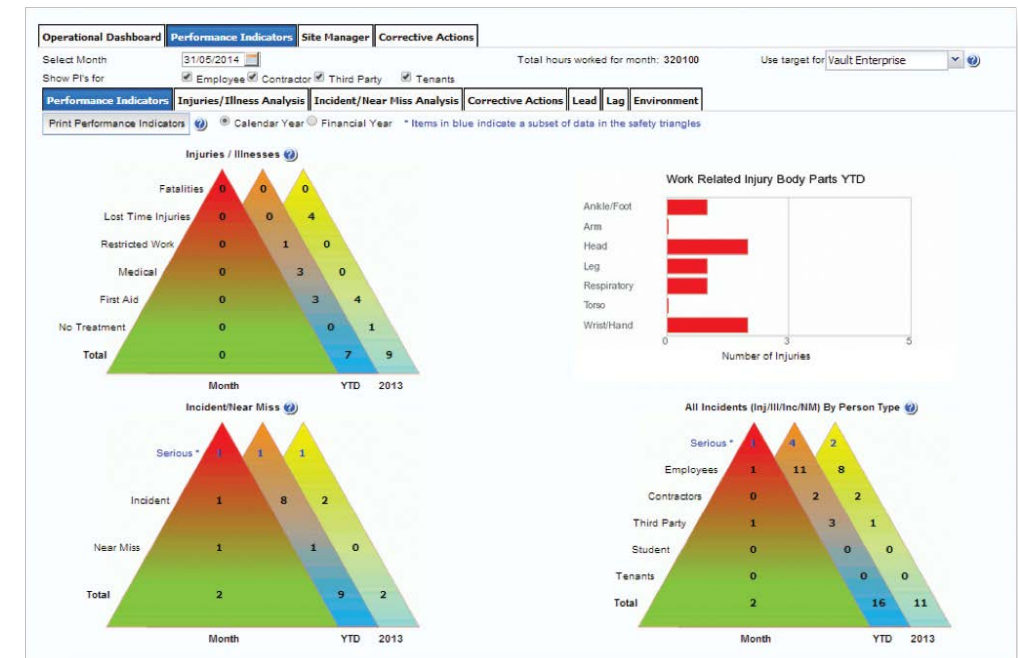 Operational Dashboard Performance Indicators Site Manager Corrective Actions
Select Month 31/05/2014 Total hours worked for month: 320100 Use target for Vault Enterprise
Show PI's for Employee Contractor Third Party Tenants
Performance Indicators Injuries/Illness Analysis Incident/Near Miss Analysis Corrective Actions Lead Lag Environment
Print Performance Indicators Calendar Year Financial Year * Items in blue indicate a subset of data in the safety triangles
Injuries / Illnesses
Fatalities 0 0 0
Lost Time Injuries 0 0 4
Restricted Work 0 1 0
Medical 0 3 0
First Aid 0 3 4
No Treatment 0 0 1
Total 0 7 9
Month YTD 2013
Work Related Injury Body Parts YTD
Ankle/Foot
Arm
Head
Leg
Respiratory
Torso
Wrist/Hand
0 3 5
Number of Injuries
Incident/Near Miss
Serious * 1 1 1
Incident 1 8 2
Near Miss 1 1 0
Total 2 9 2
Month YTD 2013
All Incidents (Inj/Ill/Inc/NM) By Person Type
Serious * 1 4 2
Employees 1 11 8
Contractors 0 2 2
Third Party 1 3 1
Student 0 0 0
Tenants 0 0 0
Total 2 16 11
Month YTD 2013